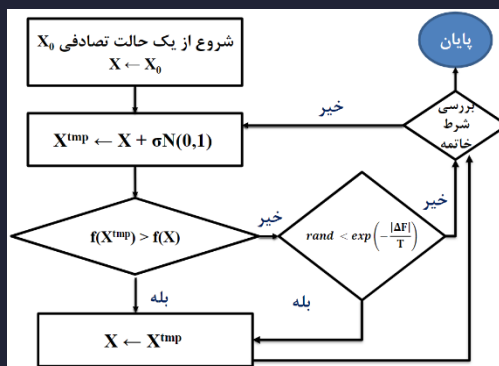 شروع از یک حالت تصادفی X₀
X ← X₀
پایان
بررسی
شرط
خاتمه
خیر
Xᵗᵐᵖ ← X + σN(0,1)
خیر
f(Xᵗᵐᵖ) > f(X)
خیر
rand < exp(−|ΔF|/T)
بله
بله
X ← Xᵗᵐᵖ